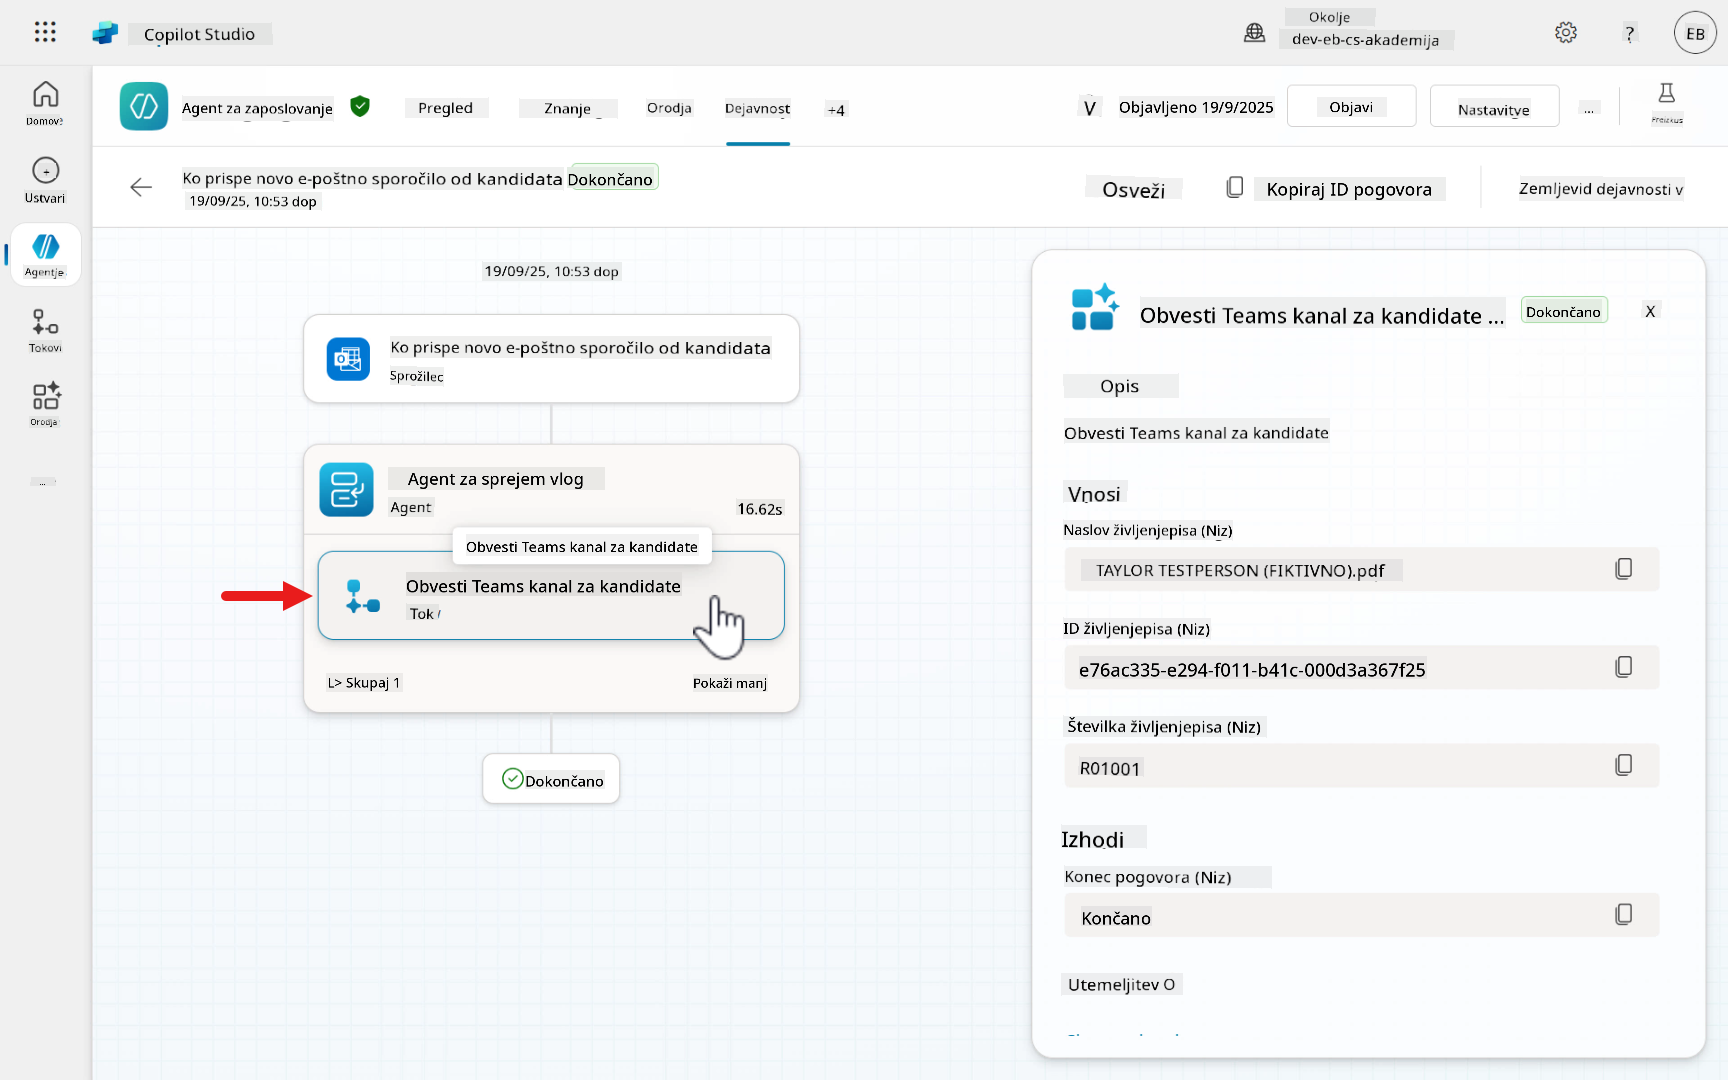 Copilot Studio
Okolje
dev-eb-cs-akademija
?
EB
Domov
Ustvari
Agentje
Tokovi
Orodja
...
Agent za zaposlovanje
Pregled
Znanje
Orodja
Dejavnost
+4
V
Objavljeno 19/9/2025
Objavi
Nastavitve
...
Preizkus
Ko prispe novo e-poštno sporočilo od kandidata
Dokončano
19/09/25, 10:53 dop
Osveži
Kopiraj ID pogovora
Zemljevid dejavnosti v
19/09/25, 10:53 dop
Ko prispe novo e-poštno sporočilo od kandidata
Sprožilec
Agent za sprejem vlog
Agent
16.62s
Obvesti Teams kanal za kandidate
Obvesti Teams kanal za kandidate
Tok
L> Skupaj 1
Pokaži manj
Dokončano
Obvesti Teams kanal za kandidate ...
Dokončano
X
Opis
Obvesti Teams kanal za kandidate
Vnosi
Naslov življenjepisa (Niz)
TAYLOR TESTPERSON (FIKTIVNO).pdf
ID življenjepisa (Niz)
e76ac335-e294-f011-b41c-000d3a367f25
Številka življenjepisa (Niz)
R01001
Izhodi
Konec pogovora (Niz)
Končano
Utemeljitev O